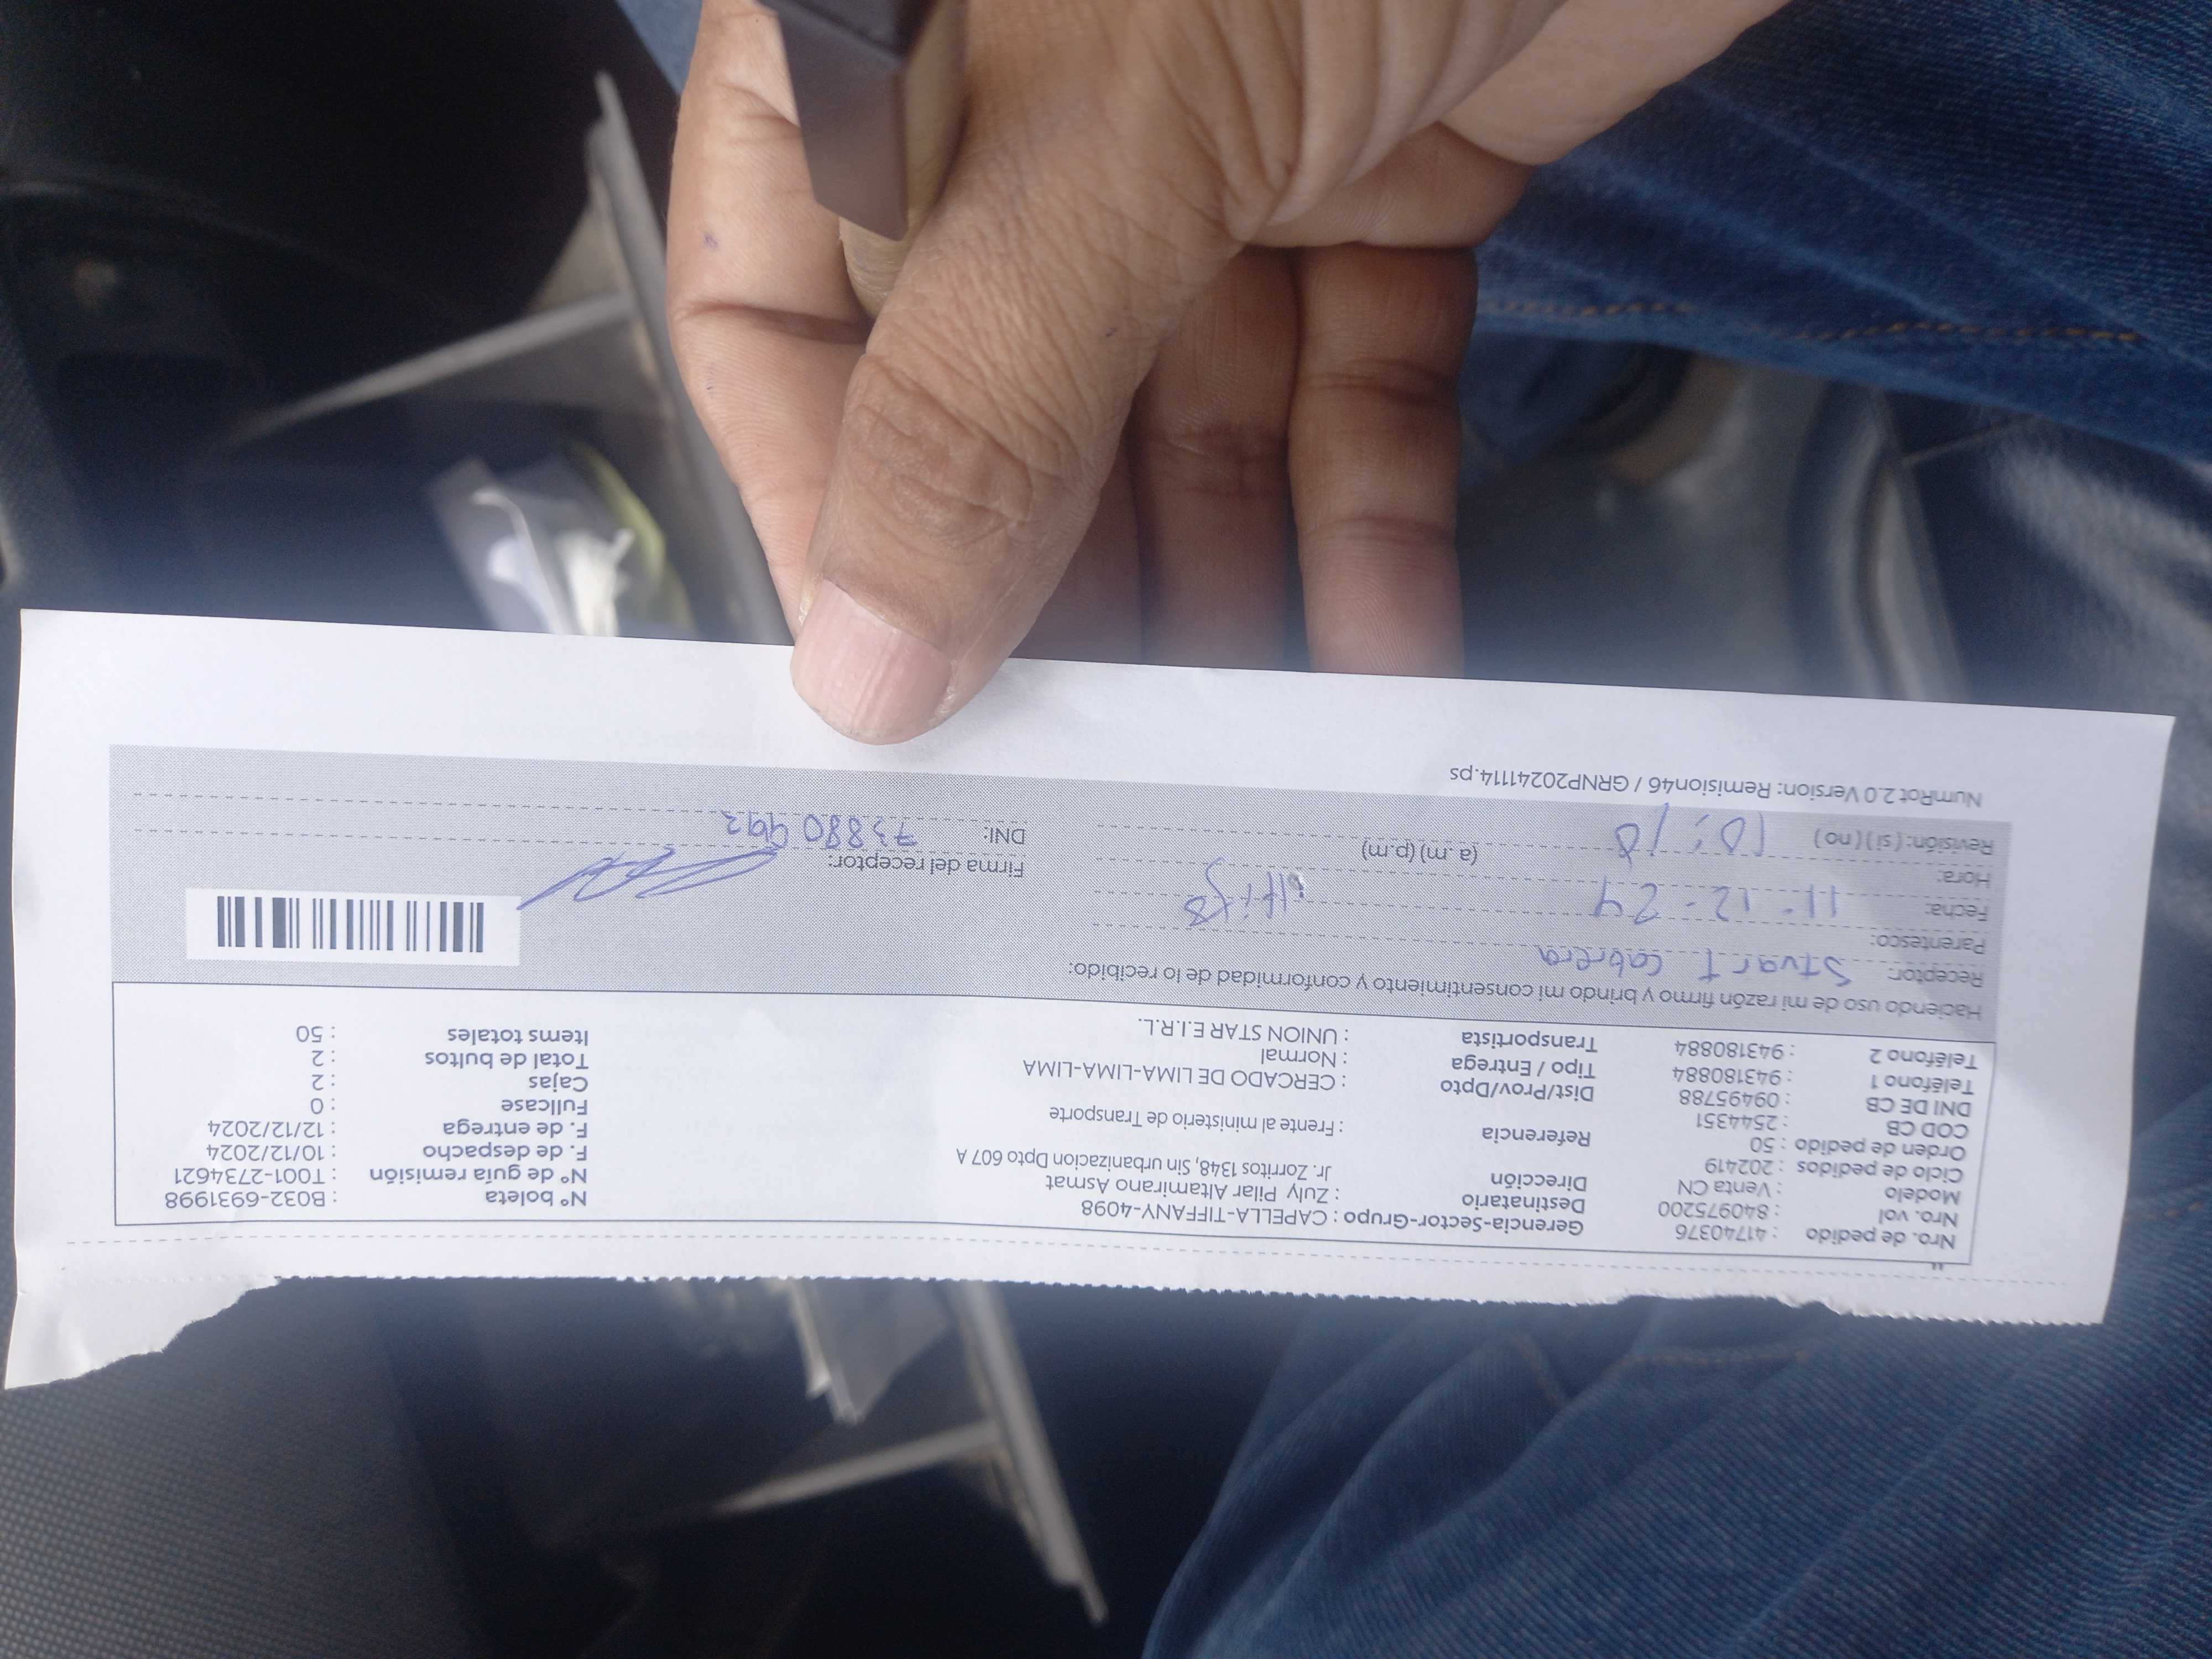 Nro. de pedido : 41740376 Gerencia-Sector-Grupo : CAPELLA-TIFFANY-4098 N° boleta : B032-6931998
Nro. vol : 840975200 Destinatario : Zuly Pilar Altamirano Asmat N° de guía remisión : T001-2734621
Modelo : Venta CN Dirección Jr. Zorritos 1348, Sin urbanizacion Dpto 607 A F. de despacho : 10/12/2024
Ciclo de pedidos : 202419 F. de entrega : 12/12/2024
Orden de pedido : 50 Referencia : Frente al ministerio de Transporte Fullcase : 0
COD CB : 2544351 Cajas : 2
DNI DE CB : 09495788 Dist/Prov/Dpto : CERCADO DE LIMA-LIMA-LIMA Total de bultos : 2
Teléfono 1 : 943180884 Tipo / Entrega : Normal Items totales : 50
Teléfono 2 : 943180884 Transportista : UNION STAR E.I.R.L.
Haciendo uso de mi razón firmo y brindo mi consentimiento y conformidad de lo recibido:
Receptor: Stuart Cabrera
Parentesco:
Fecha: 11-12-24
Hora: 10:18 (a.m) (p.m)
Revisión: ( si ) ( no )
Firma del receptor:
DNI: 73880992
NumRot 2.0 Version: Remision46 / GRNP20241114.ps